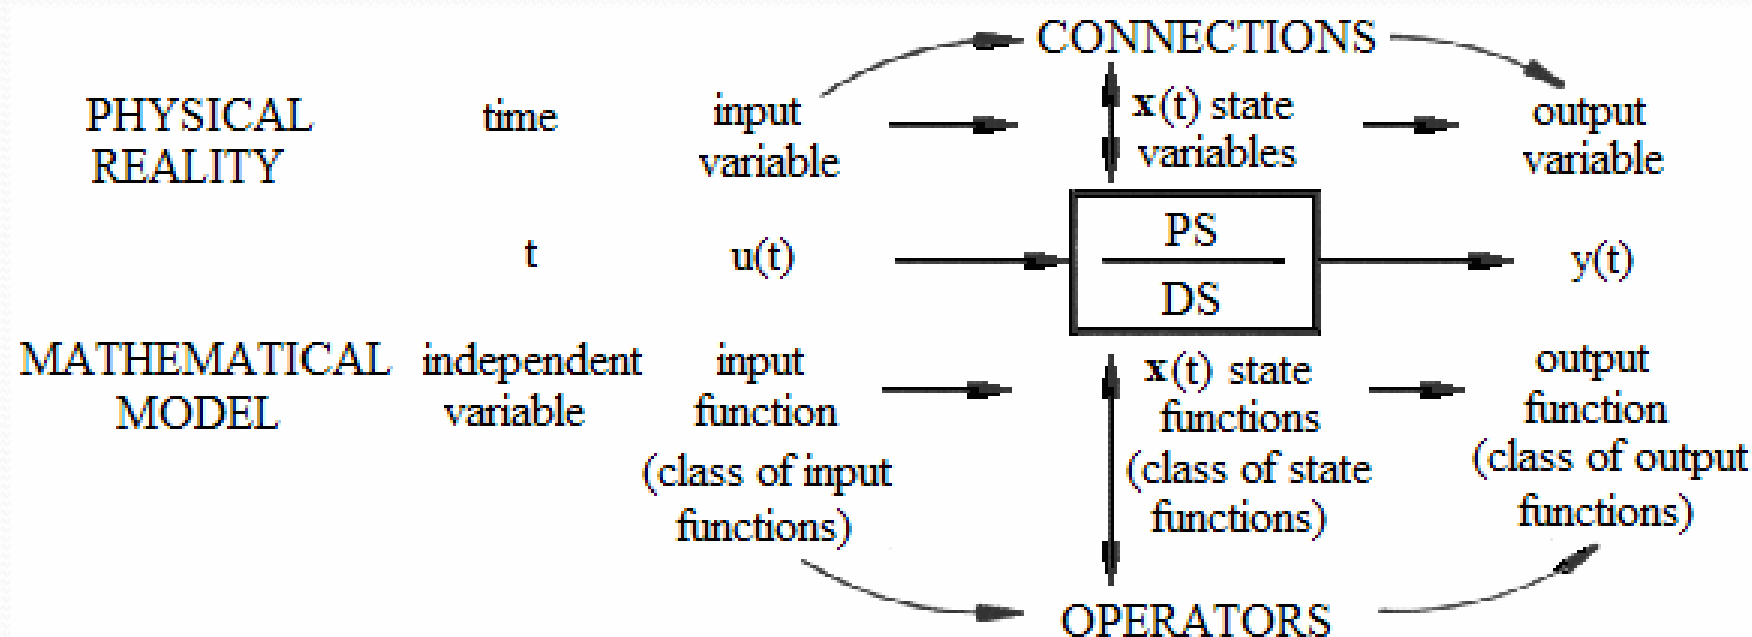 CONNECTIONS
PHYSICAL
REALITY
time
input
variable
x(t) state
variables
output
variable
t
u(t)
PS
DS
y(t)
MATHEMATICAL
MODEL
independent
variable
input
function
(class of input
functions)
x(t) state
functions
(class of state
functions)
output
function
(class of output
functions)
OPERATORS